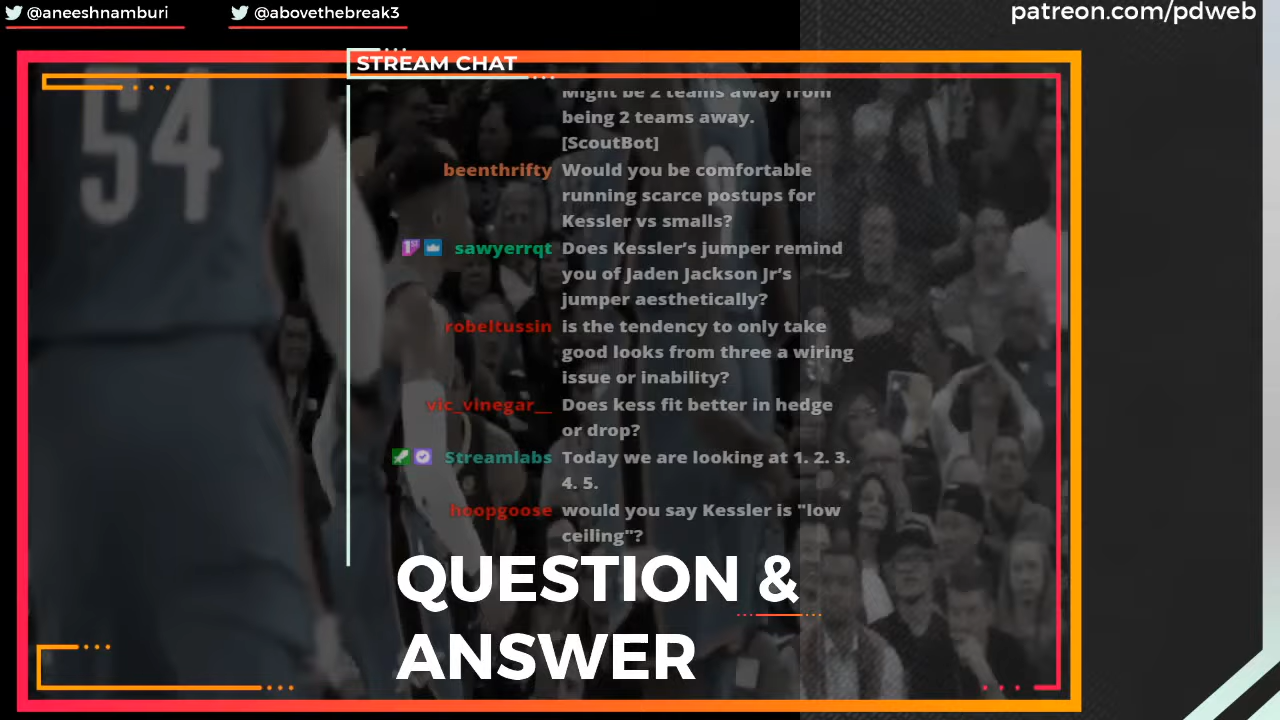 @aneeshnamburi @abovethebreak3 patreon.com/pdweb
STREAM CHAT
54
Might be 2 teams away from
being 2 teams away.
[ScoutBot]
beenthrifty Would you be comfortable
running scarce postups for
Kessler vs smalls?
sawyerrqt Does Kessler’s jumper remind
you of Jaden Jackson Jr’s
jumper aesthetically?
robeltussin is the tendency to only take
good looks from three a wiring
issue or inability?
Does kess fit better in hedge
or drop?
Streamlabs Today we are looking at 1. 2. 3.
4. 5.
hoopgoose would you say Kessler is "low
ceiling"?
QUESTION &
ANSWER